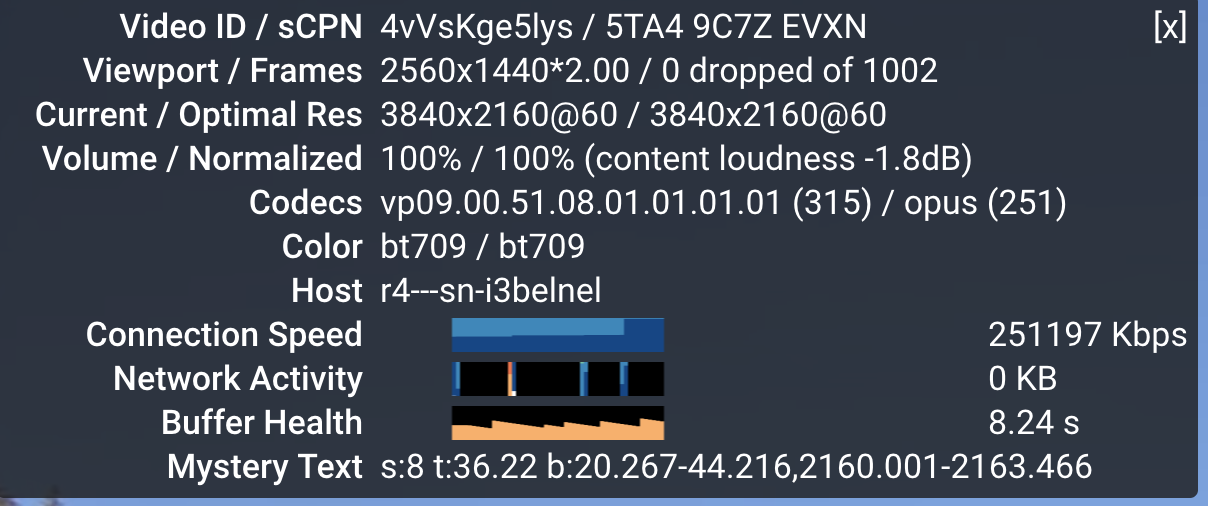 Video ID / sCPN 4vVsKge5lys / 5TA4 9C7Z EVXN [x]
Viewport / Frames 2560x1440*2.00 / 0 dropped of 1002
Current / Optimal Res 3840x2160@60 / 3840x2160@60
Volume / Normalized 100% / 100% (content loudness -1.8dB)
Codecs vp09.00.51.08.01.01.01.01 (315) / opus (251)
Color bt709 / bt709
Host r4---sn-i3belnel
Connection Speed 251197 Kbps
Network Activity 0 KB
Buffer Health 8.24 s
Mystery Text s:8 t:36.22 b:20.267-44.216,2160.001-2163.466